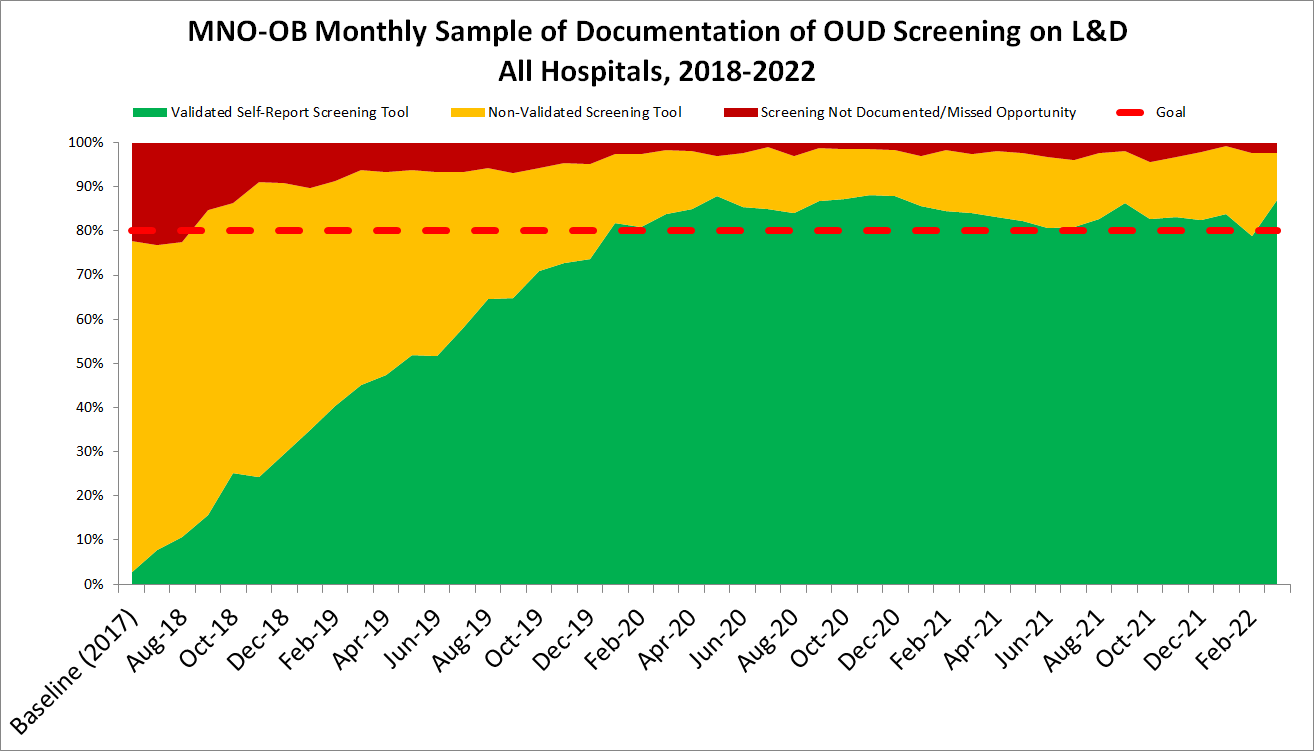 MNO-OB Monthly Sample of Documentation of OUD Screening on L&D
All Hospitals, 2018-2022
Validated Self-Report Screening Tool Non-Validated Screening Tool Screening Not Documented/Missed Opportunity Goal
100%
90%
80%
70%
60%
50%
40%
30%
20%
10%
0%
Baseline (2017) Aug-18 Oct-18 Dec-18 Feb-19 Apr-19 Jun-19 Aug-19 Oct-19 Dec-19 Feb-20 Apr-20 Jun-20 Aug-20 Oct-20 Dec-20 Feb-21 Apr-21 Jun-21 Aug-21 Oct-21 Dec-21 Feb-22